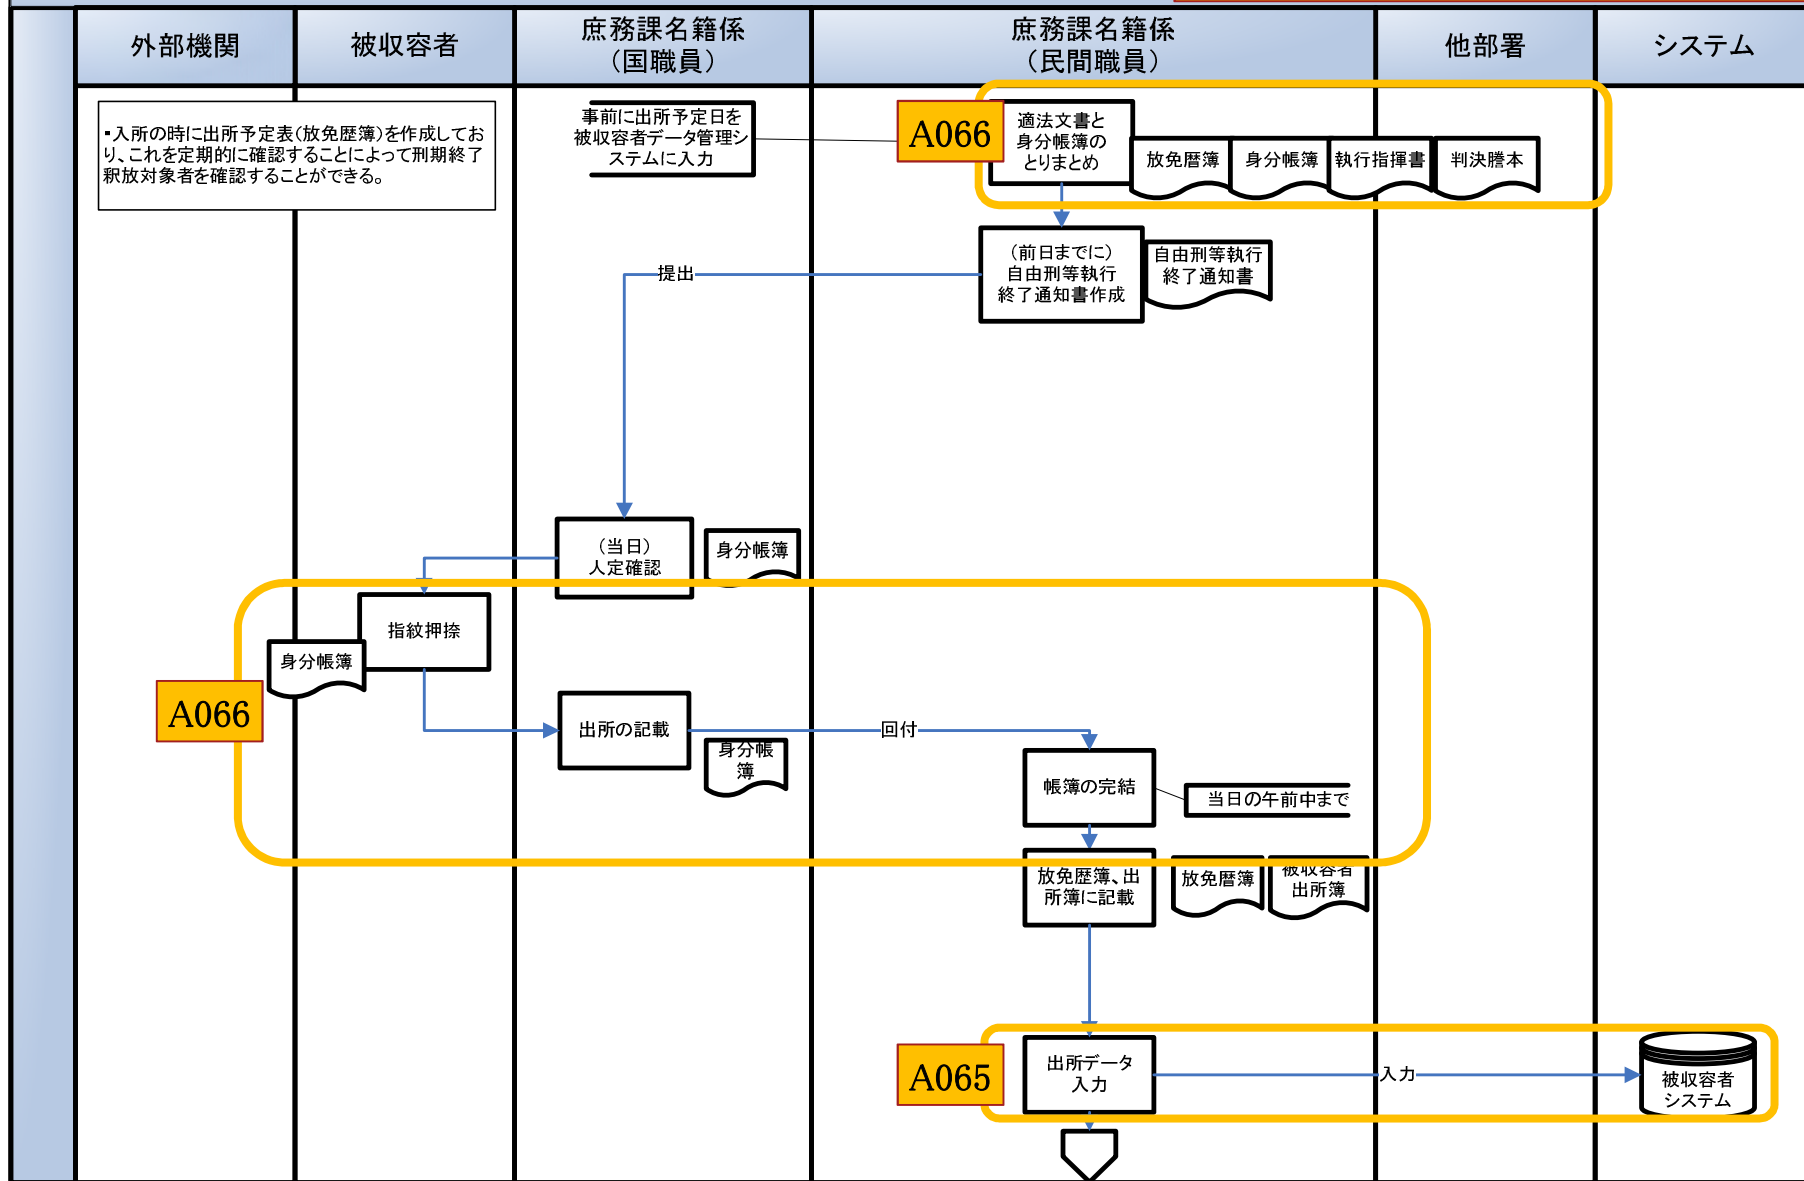 外部機関
被収容者
庶務課名籍係
（国職員）
庶務課名籍係
（民間職員）
他部署
システム
・入所の時に出所予定表(放免歴簿)を作成してお
り、これを定期的に確認することによって刑期終了
釈放対象者を確認することができる。
事前に出所予定日を
被収容者データ管理シ
ステムに入力
A066
適法文書と
身分帳簿の
とりまとめ
放免暦簿
身分帳簿
執行指揮書
判決謄本
（前日までに）
自由刑等執行
終了通知書作成
自由刑等執行
終了通知書
提出
（当日）
人定確認
身分帳簿
指紋押捺
身分帳簿
A066
出所の記載
身分帳
簿
回付
帳簿の完結
当日の午前中まで
放免歴簿、出
所簿に記載
放免暦簿
被収容者
出所簿
A065
出所データ
入力
入力
被収容者
システム